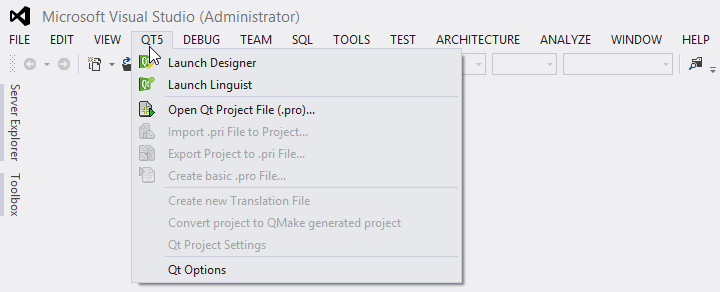 Microsoft Visual Studio (Administrator)
FILE EDIT VIEW QT5 DEBUG TEAM SQL TOOLS TEST ARCHITECTURE ANALYZE WINDOW HELP
Launch Designer
Launch Linguist
Open Qt Project File (.pro)...
Import .pri File to Project...
Export Project to .pri File...
Create basic .pro File...
Create new Translation File
Convert project to QMake generated project
Qt Project Settings
Qt Options
Server Explorer
Toolbox